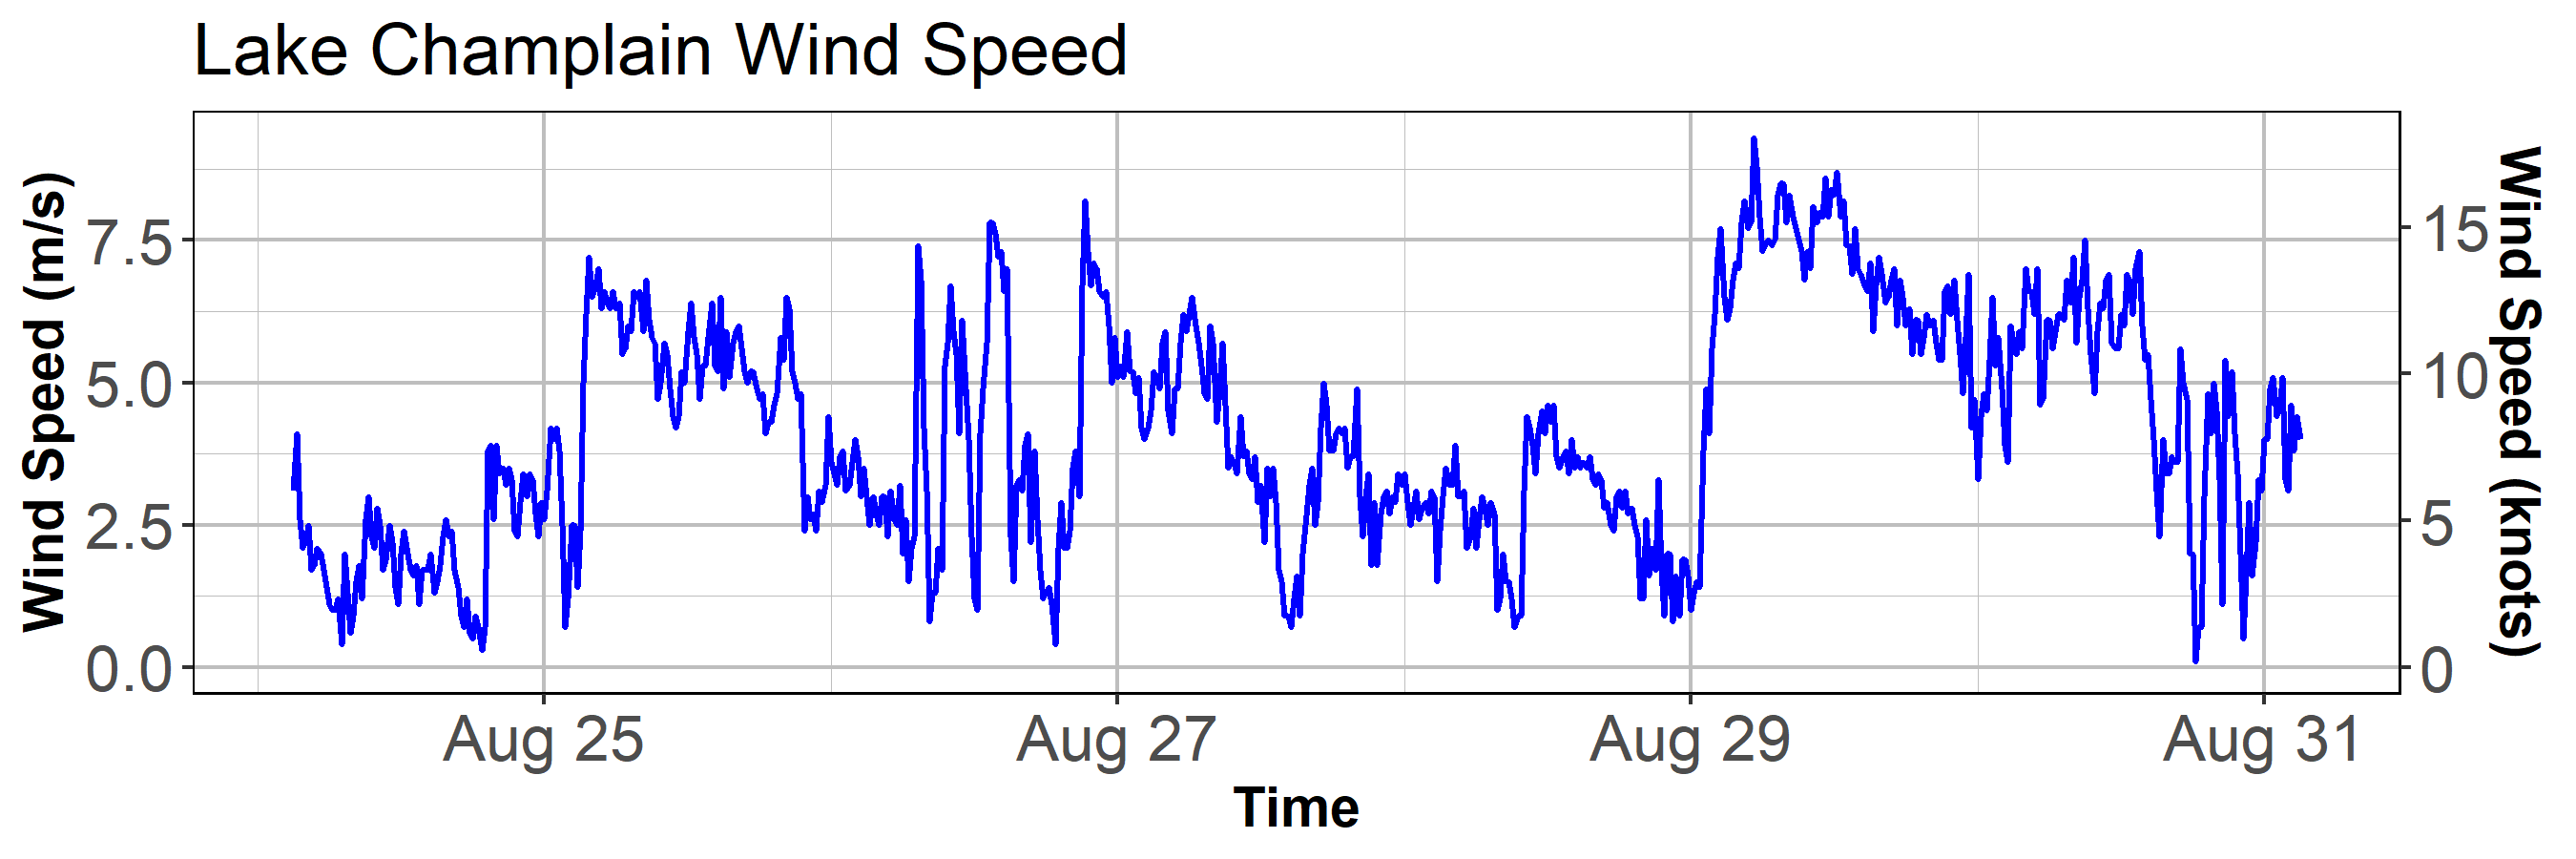 Lake Champlain Wind Speed
Wind Speed (m/s)
7.5
5.0
2.5
0.0
15
10
5
0
Wind Speed (knots)
Aug 25
Aug 27
Aug 29
Aug 31
Time